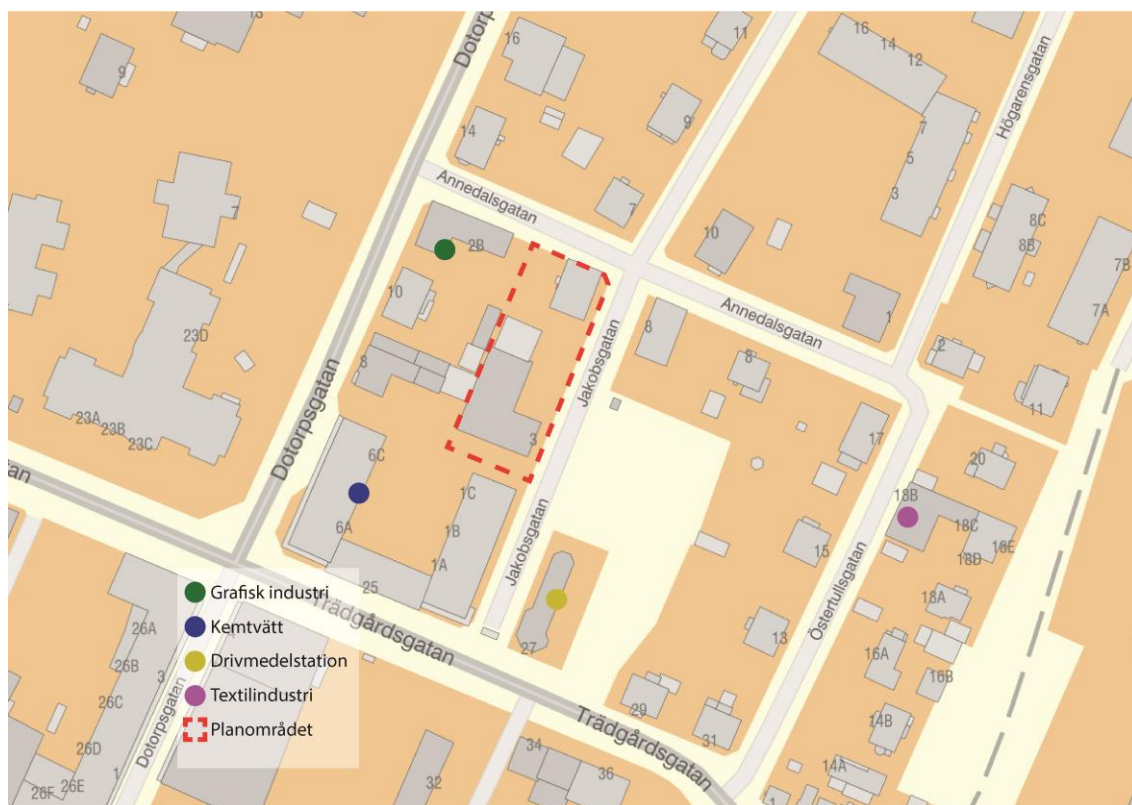 13
9
16
11
16
14
12
Dotorpsgatan
Högarensgatan
14
9
7
5
3
Annedalsgatan
7
8C
8B
7B
7A
10
2B
23D
10
Annedalsgatan
1
Jakobsgatan
8
8
2
11
8
23A
23B
23C
Dotorpsgatan
6C
3
17
20
18B
18C
18E
18D
1C
6A
1B
1A
25
15
Jakobsgatan
Östertullsgatan
18A
13
27
Grafisk industri
Kemtvätt
Drivmedelstation
Textilindustri
Planområdet
Trädgårdsgatan
26A
26B
26C
26D
26E
26F
3
1
Dotorpsgatan
16A
16B
14B
14A
29
31
Trädgårdsgatan
34
36
32
1